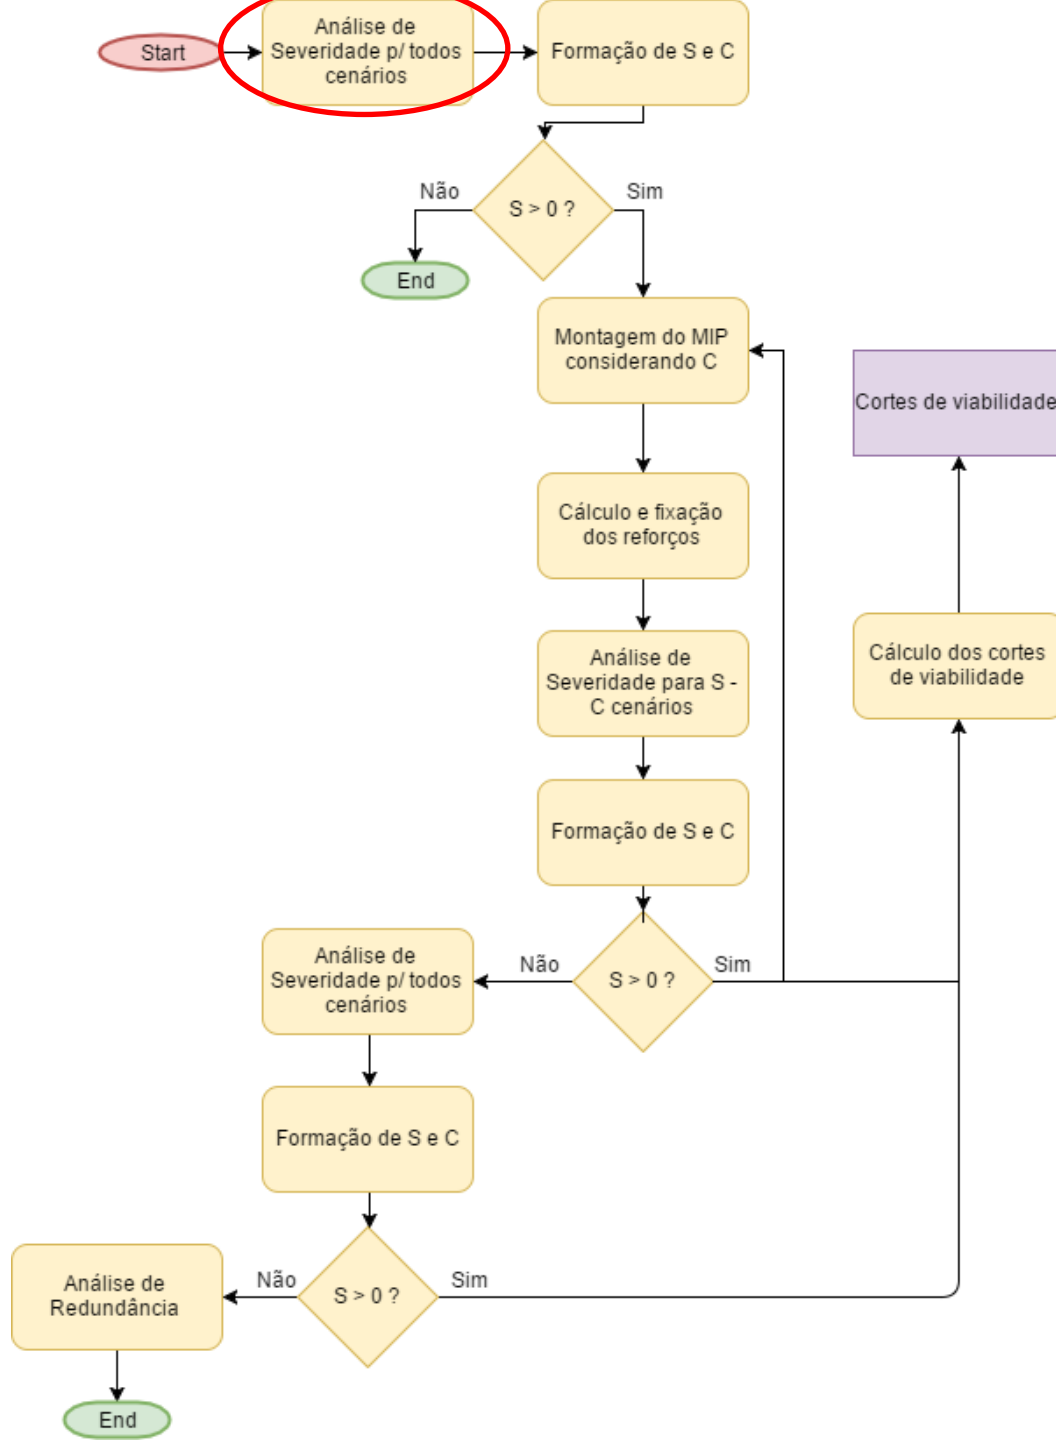 Start
Análise de
Severidade p/ todos
cenários
Formação de S e C
Não
S > 0 ?
Sim
End
Montagem do MIP
considerando C
Cortes de viabilidade
Cálculo e fixação
dos reforços
Análise de
Severidade para S -
C cenários
Cálculo dos cortes
de viabilidade
Formação de S e C
Análise de
Severidade p/ todos
cenários
Não
S > 0 ?
Sim
Formação de S e C
Análise de
Redundância
Não
S > 0 ?
Sim
End